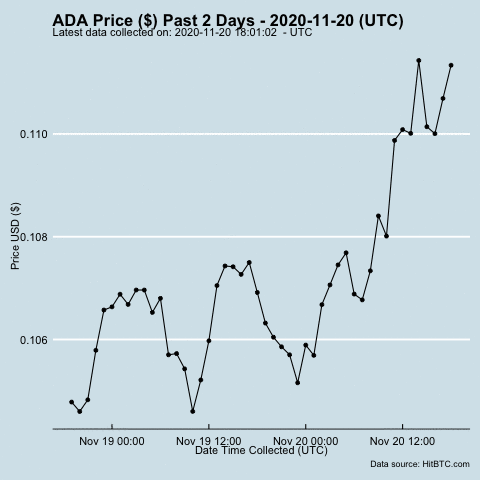 ADA Price ($) Past 2 Days - 2020-11-20 (UTC)
Latest data collected on: 2020-11-20 18:01:02 - UTC
0.110
0.108
0.106
Price USD ($)
Nov 19 00:00 Nov 19 12:00 Nov 20 00:00 Nov 20 12:00
Date Time Collected (UTC)
Data source: HitBTC.com